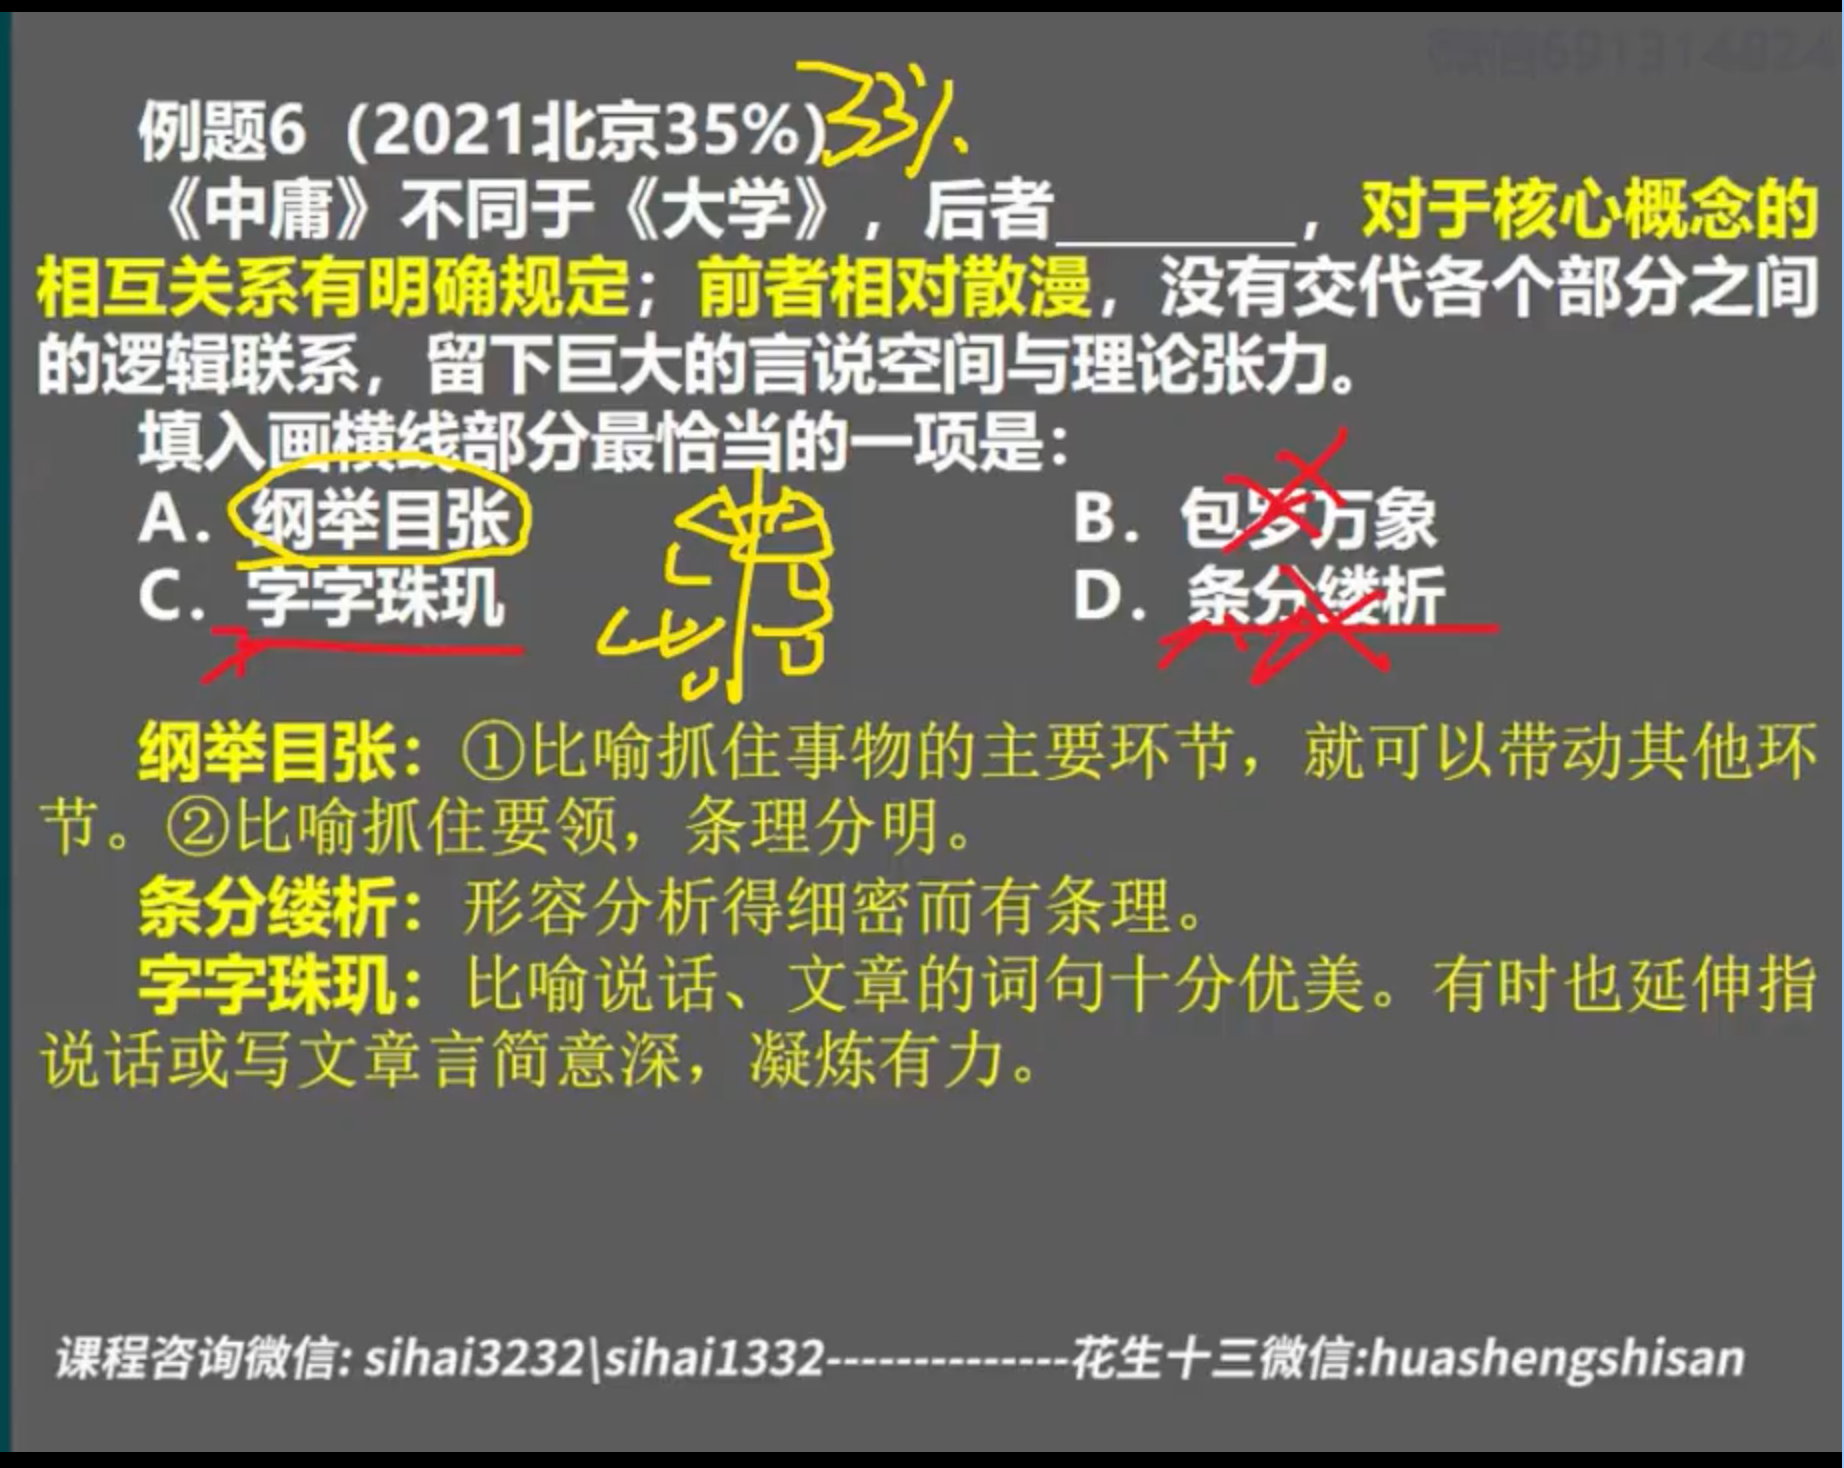 例题6（2021北京35%）33%.
《中庸》不同于《大学》，后者________，对于核心概念的
相互关系有明确规定；前者相对散漫，没有交代各个部分之间
的逻辑联系，留下巨大的言说空间与理论张力。
填入画横线部分最恰当的一项是：
A．纲举目张 B．包罗万象
C．字字珠玑 D．条分缕析
纲举目张：①比喻抓住事物的主要环节，就可以带动其他环
节。②比喻抓住要领，条理分明。
条分缕析：形容分析得细密而有条理。
字字珠玑：比喻说话、文章的词句十分优美。有时也延伸指
说话或写文章言简意深，凝炼有力。
课程咨询微信: sihai3232\sihai1332--------------花生十三微信:huashengshisan